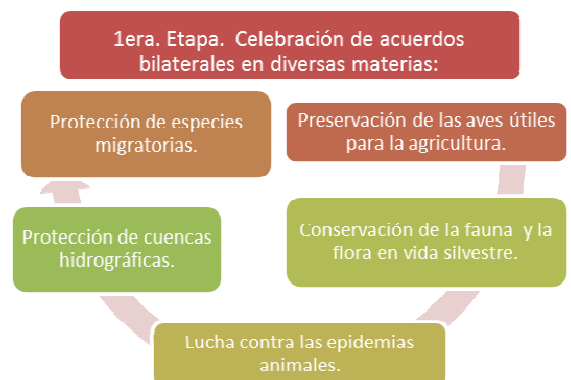 1era. Etapa. Celebración de acuerdos
bilaterales en diversas materias:
Preservación de las aves útiles
para la agricultura.
Conservación de la fauna y la
flora en vida silvestre.
Lucha contra las epidemias
animales.
Protección de cuencas
hidrográficas.
Protección de especies
migratorias.